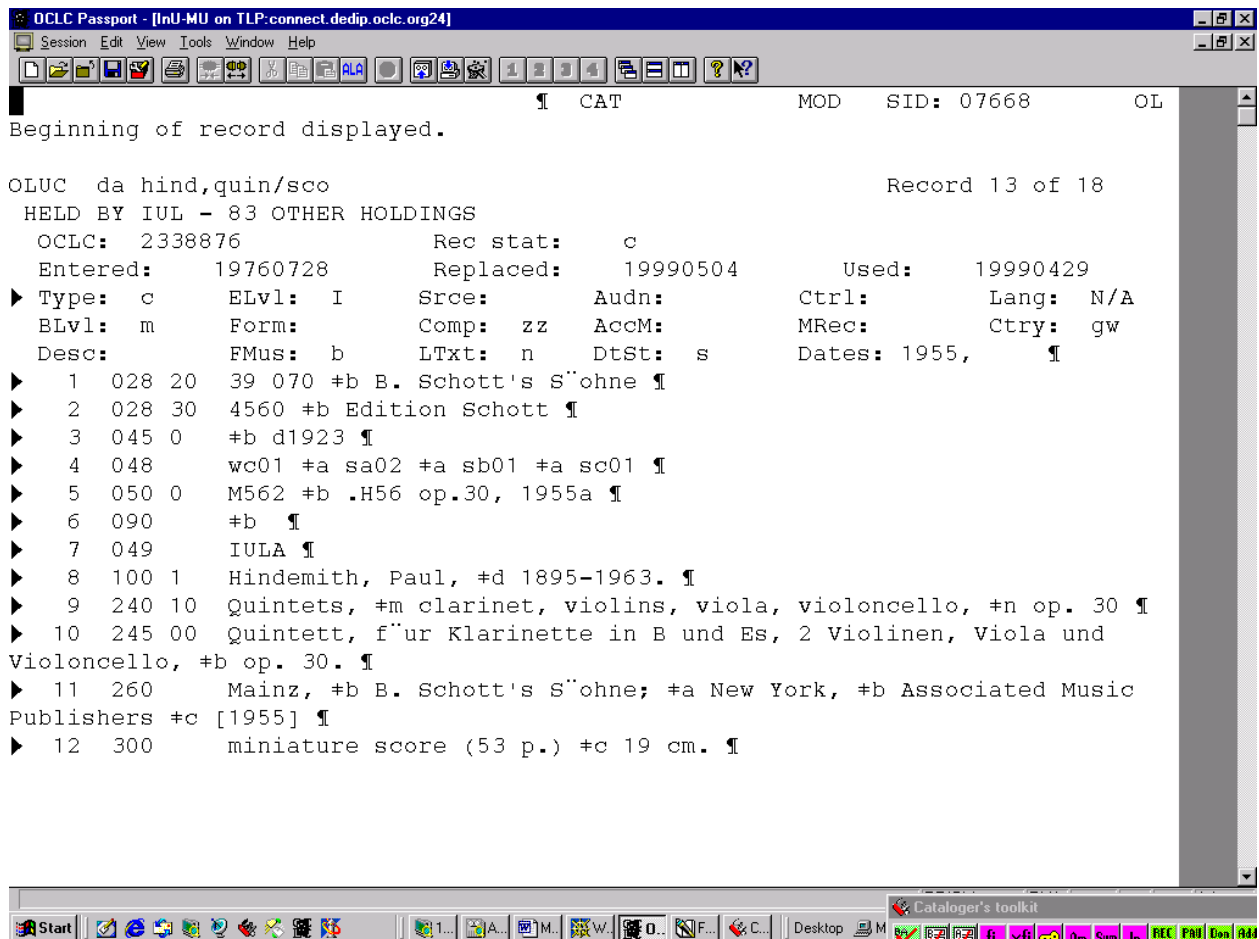 OCLC Passport - [InU-MU on TLP:connect.dedip.oclc.org24]
Session Edit View Tools Window Help
ALA 1 2 3 4
¶ CAT MOD SID: 07668 OL
Beginning of record displayed.
OLUC da hind,quin/sco Record 13 of 18
HELD BY IUL - 83 OTHER HOLDINGS
OCLC: 2338876 Rec stat: c
Entered: 19760728 Replaced: 19990504 Used: 19990429
▶ Type: c ELvl: I Srce: Audn: Ctrl: Lang: N/A
BLvl: m Form: Comp: zz AccM: MRec: Ctry: gw
Desc: FMus: b LTxt: n DtSt: s Dates: 1955, ¶
▶ 1 028 20 39 070 ‡b B. Schott's S¨ohne ¶
▶ 2 028 30 4560 ‡b Edition Schott ¶
▶ 3 045 0 ‡b d1923 ¶
▶ 4 048 wc01 ‡a sa02 ‡a sb01 ‡a sc01 ¶
▶ 5 050 0 M562 ‡b .H56 op.30, 1955a ¶
▶ 6 090 ‡b ¶
▶ 7 049 IULA ¶
▶ 8 100 1 Hindemith, Paul, ‡d 1895-1963. ¶
▶ 9 240 10 Quintets, ‡m clarinet, violins, viola, violoncello, ‡n op. 30 ¶
▶ 10 245 00 Quintett, f¨ur Klarinette in B und Es, 2 Violinen, Viola und
Violoncello, ‡b op. 30. ¶
▶ 11 260 Mainz, ‡b B. Schott's S¨ohne; ‡a New York, ‡b Associated Music
Publishers ‡c [1955] ¶
▶ 12 300 miniature score (53 p.) ‡c 19 cm. ¶
Cataloger's toolkit
Start 1... A... M... W... O... F... C... Desktop M REC PAU Don Add